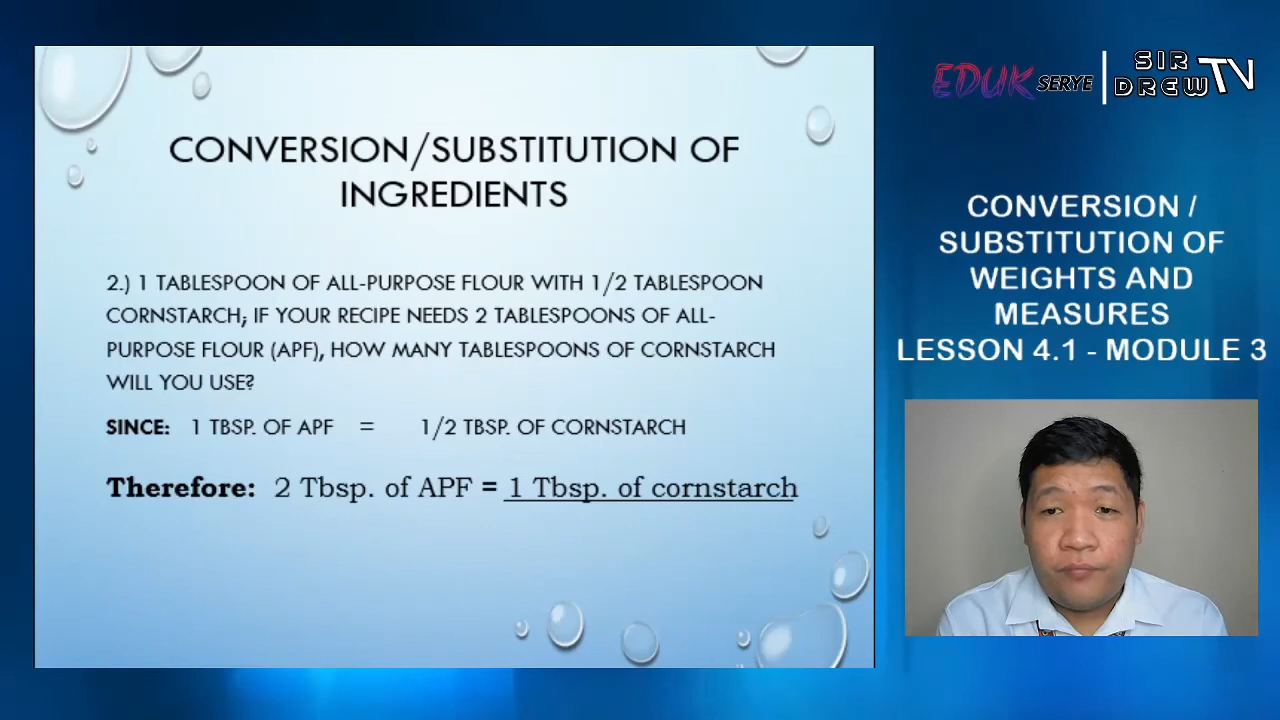 CONVERSION/SUBSTITUTION OF
INGREDIENTS
2.) 1 TABLESPOON OF ALL-PURPOSE FLOUR WITH 1/2 TABLESPOON
CORNSTARCH; IF YOUR RECIPE NEEDS 2 TABLESPOONS OF ALL-
PURPOSE FLOUR (APF), HOW MANY TABLESPOONS OF CORNSTARCH
WILL YOU USE?
SINCE: 1 TBSP. OF APF = 1/2 TBSP. OF CORNSTARCH
Therefore: 2 Tbsp. of APF = 1 Tbsp. of cornstarch
EDUK SERYE
SIR DREW TV
CONVERSION /
SUBSTITUTION OF
WEIGHTS AND
MEASURES
LESSON 4.1 - MODULE 3